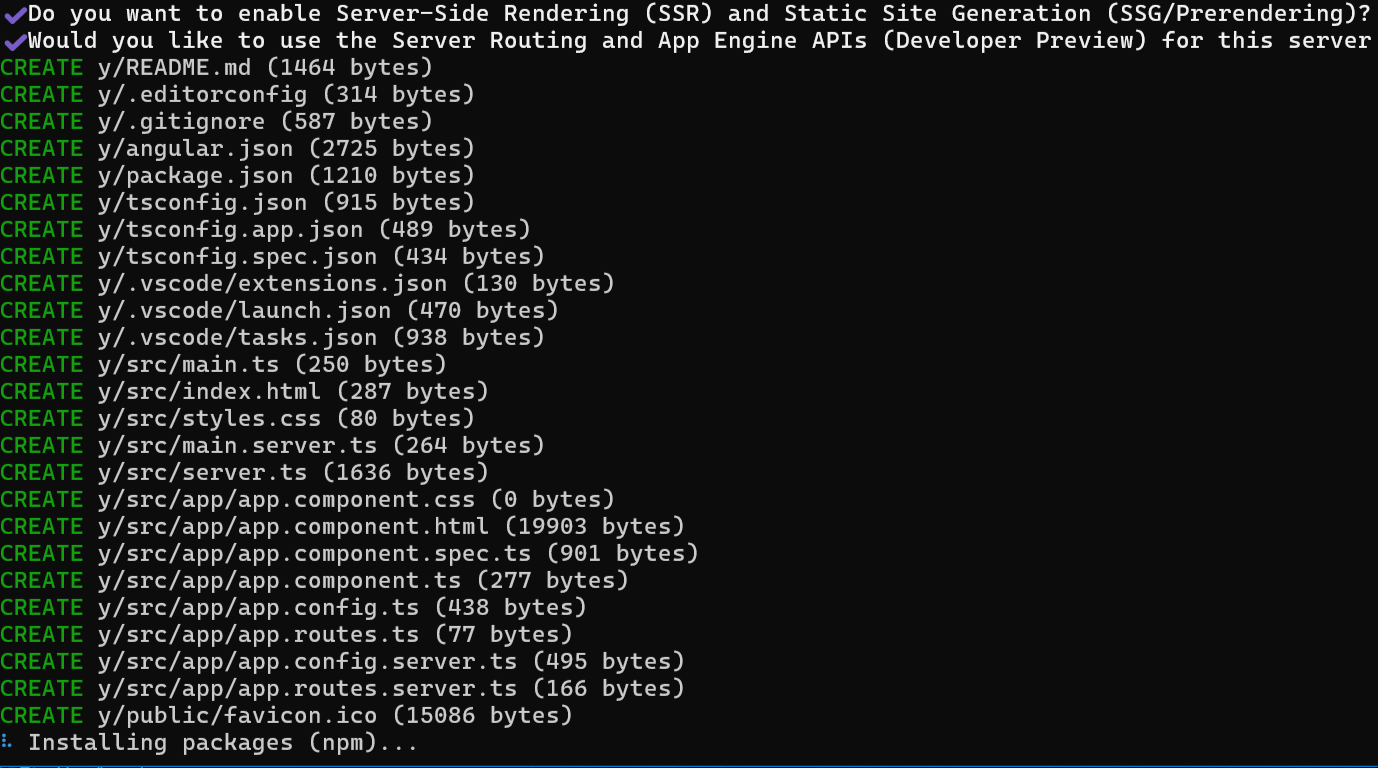 Do you want to enable Server-Side Rendering (SSR) and Static Site Generation (SSG/Prerendering)?
Would you like to use the Server Routing and App Engine APIs (Developer Preview) for this server
CREATE y/README.md (1464 bytes)
CREATE y/.editorconfig (314 bytes)
CREATE y/.gitignore (587 bytes)
CREATE y/angular.json (2725 bytes)
CREATE y/package.json (1210 bytes)
CREATE y/tsconfig.json (915 bytes)
CREATE y/tsconfig.app.json (489 bytes)
CREATE y/tsconfig.spec.json (434 bytes)
CREATE y/.vscode/extensions.json (130 bytes)
CREATE y/.vscode/launch.json (470 bytes)
CREATE y/.vscode/tasks.json (938 bytes)
CREATE y/src/main.ts (250 bytes)
CREATE y/src/index.html (287 bytes)
CREATE y/src/styles.css (80 bytes)
CREATE y/src/main.server.ts (264 bytes)
CREATE y/src/server.ts (1636 bytes)
CREATE y/src/app/app.component.css (0 bytes)
CREATE y/src/app/app.component.html (19903 bytes)
CREATE y/src/app/app.component.spec.ts (901 bytes)
CREATE y/src/app/app.component.ts (277 bytes)
CREATE y/src/app/app.config.ts (438 bytes)
CREATE y/src/app/app.routes.ts (77 bytes)
CREATE y/src/app/app.config.server.ts (495 bytes)
CREATE y/src/app/app.routes.server.ts (166 bytes)
CREATE y/public/favicon.ico (15086 bytes)
Installing packages (npm)...